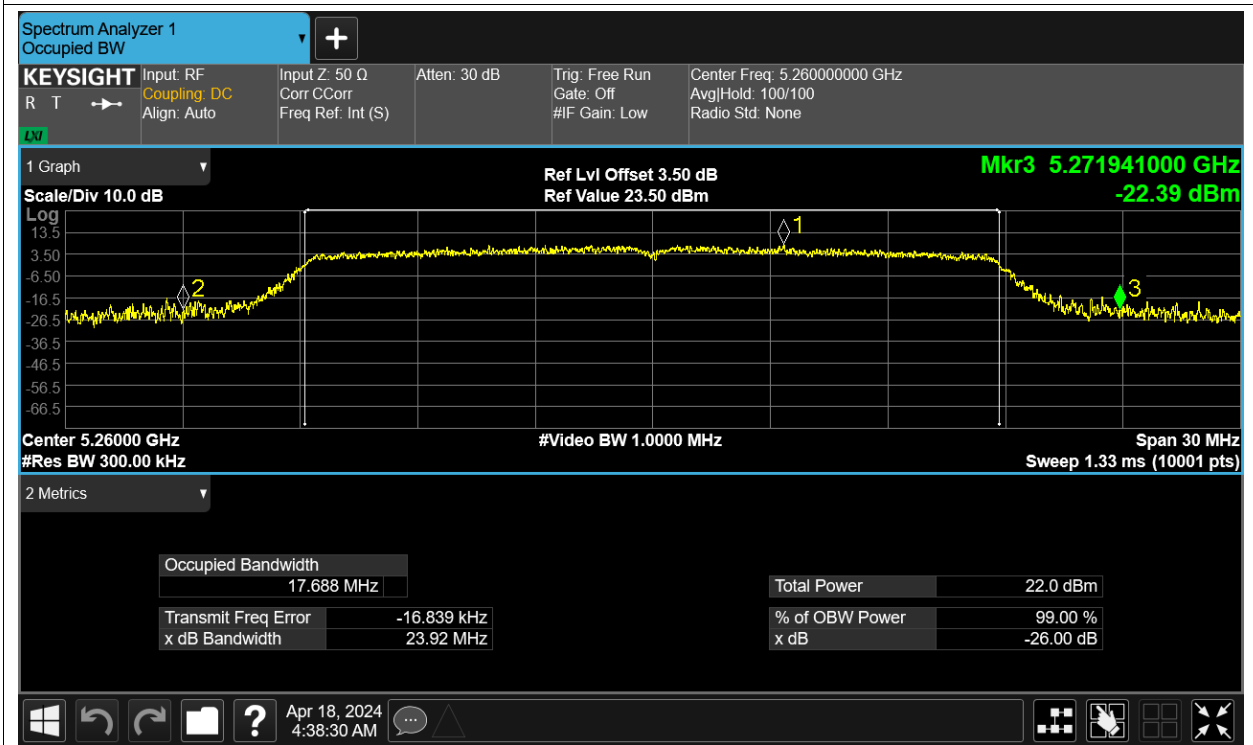 Spectrum Analyzer 1
Occupied BW
+
KEYSIGHT
R T
LXI
Input: RF
Coupling: DC
Align: Auto
Input Z: 50 Ω
Corr CCorr
Freq Ref: Int (S)
Atten: 30 dB
Trig: Free Run
Gate: Off
#IF Gain: Low
Center Freq: 5.260000000 GHz
Avg|Hold: 100/100
Radio Std: None
1 Graph
Scale/Div 10.0 dB
Ref Lvl Offset 3.50 dB
Ref Value 23.50 dBm
Mkr3 5.271941000 GHz
-22.39 dBm
Log
13.5
3.50
-6.50
-16.5
-26.5
-36.5
-46.5
-56.5
-66.5
1
2
3
Center 5.26000 GHz
#Res BW 300.00 kHz
#Video BW 1.0000 MHz
Span 30 MHz
Sweep 1.33 ms (10001 pts)
2 Metrics
Occupied Bandwidth
17.688 MHz
Transmit Freq Error -16.839 kHz
x dB Bandwidth 23.92 MHz
Total Power 22.0 dBm
% of OBW Power 99.00 %
x dB -26.00 dB
?
Apr 18, 2024
4:38:30 AM